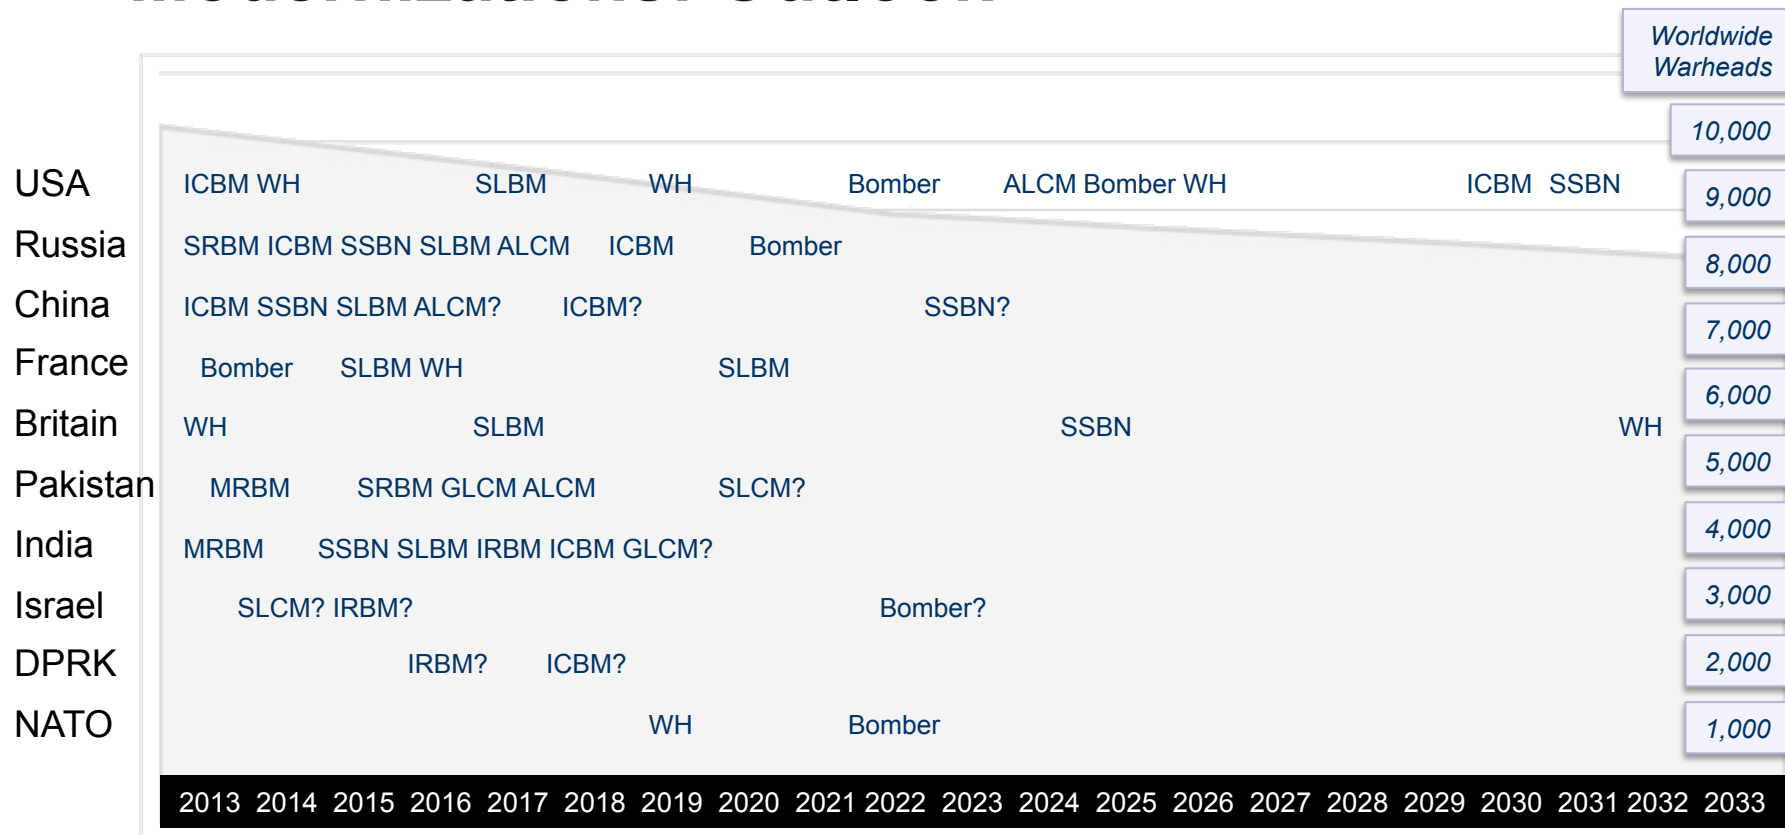 Modernizations: Outlook
Worldwide
Warheads
10,000
USA ICBM WH SLBM WH Bomber ALCM Bomber WH ICBM SSBN
9,000
Russia SRBM ICBM SSBN SLBM ALCM ICBM Bomber
8,000
China ICBM SSBN SLBM ALCM? ICBM? SSBN?
7,000
France Bomber SLBM WH SLBM
6,000
Britain WH SLBM SSBN WH
5,000
Pakistan MRBM SRBM GLCM ALCM SLCM?
4,000
India MRBM SSBN SLBM IRBM ICBM GLCM?
3,000
Israel SLCM? IRBM? Bomber?
2,000
DPRK IRBM? ICBM?
1,000
NATO WH Bomber
2013 2014 2015 2016 2017 2018 2019 2020 2021 2022 2023 2024 2025 2026 2027 2028 2029 2030 2031 2032 2033